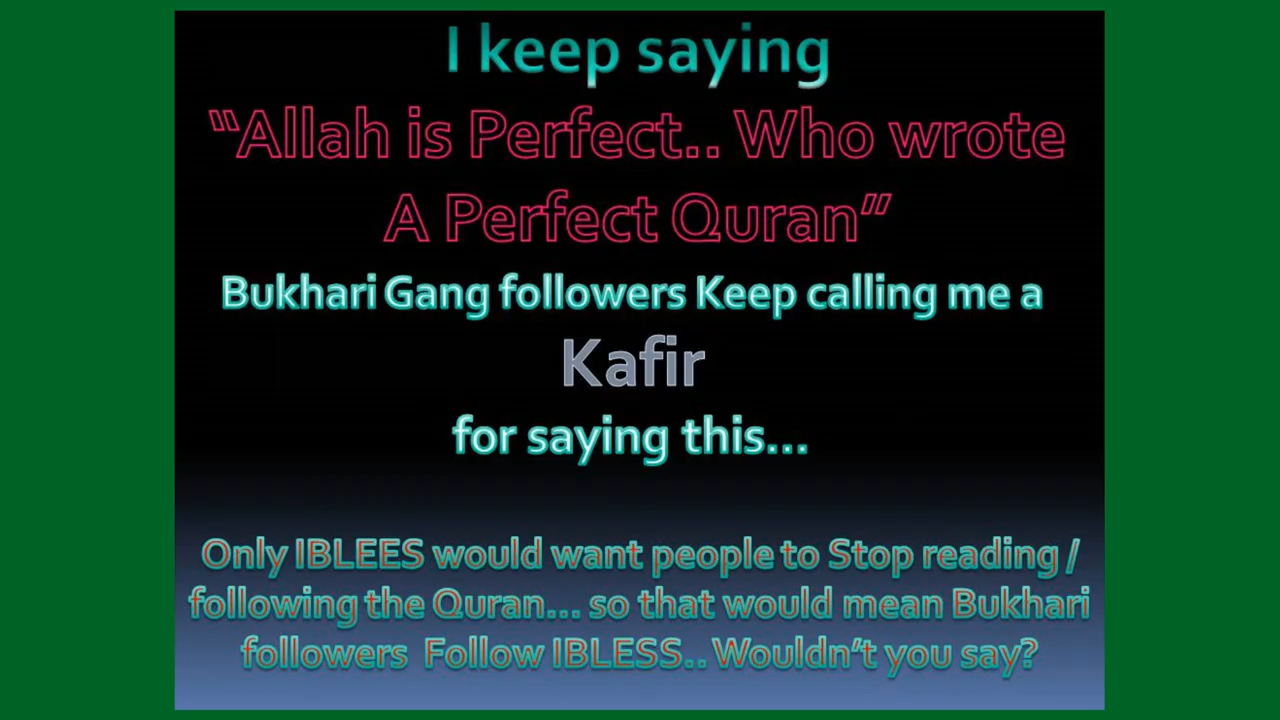 I keep saying
“Allah is Perfect.. Who wrote
A Perfect Quran”
Bukhari Gang followers Keep calling me a
Kafir
for saying this...
Only IBLEES would want people to Stop reading /
following the Quran... so that would mean Bukhari
followers Follow IBLESS.. Wouldn’t you say?